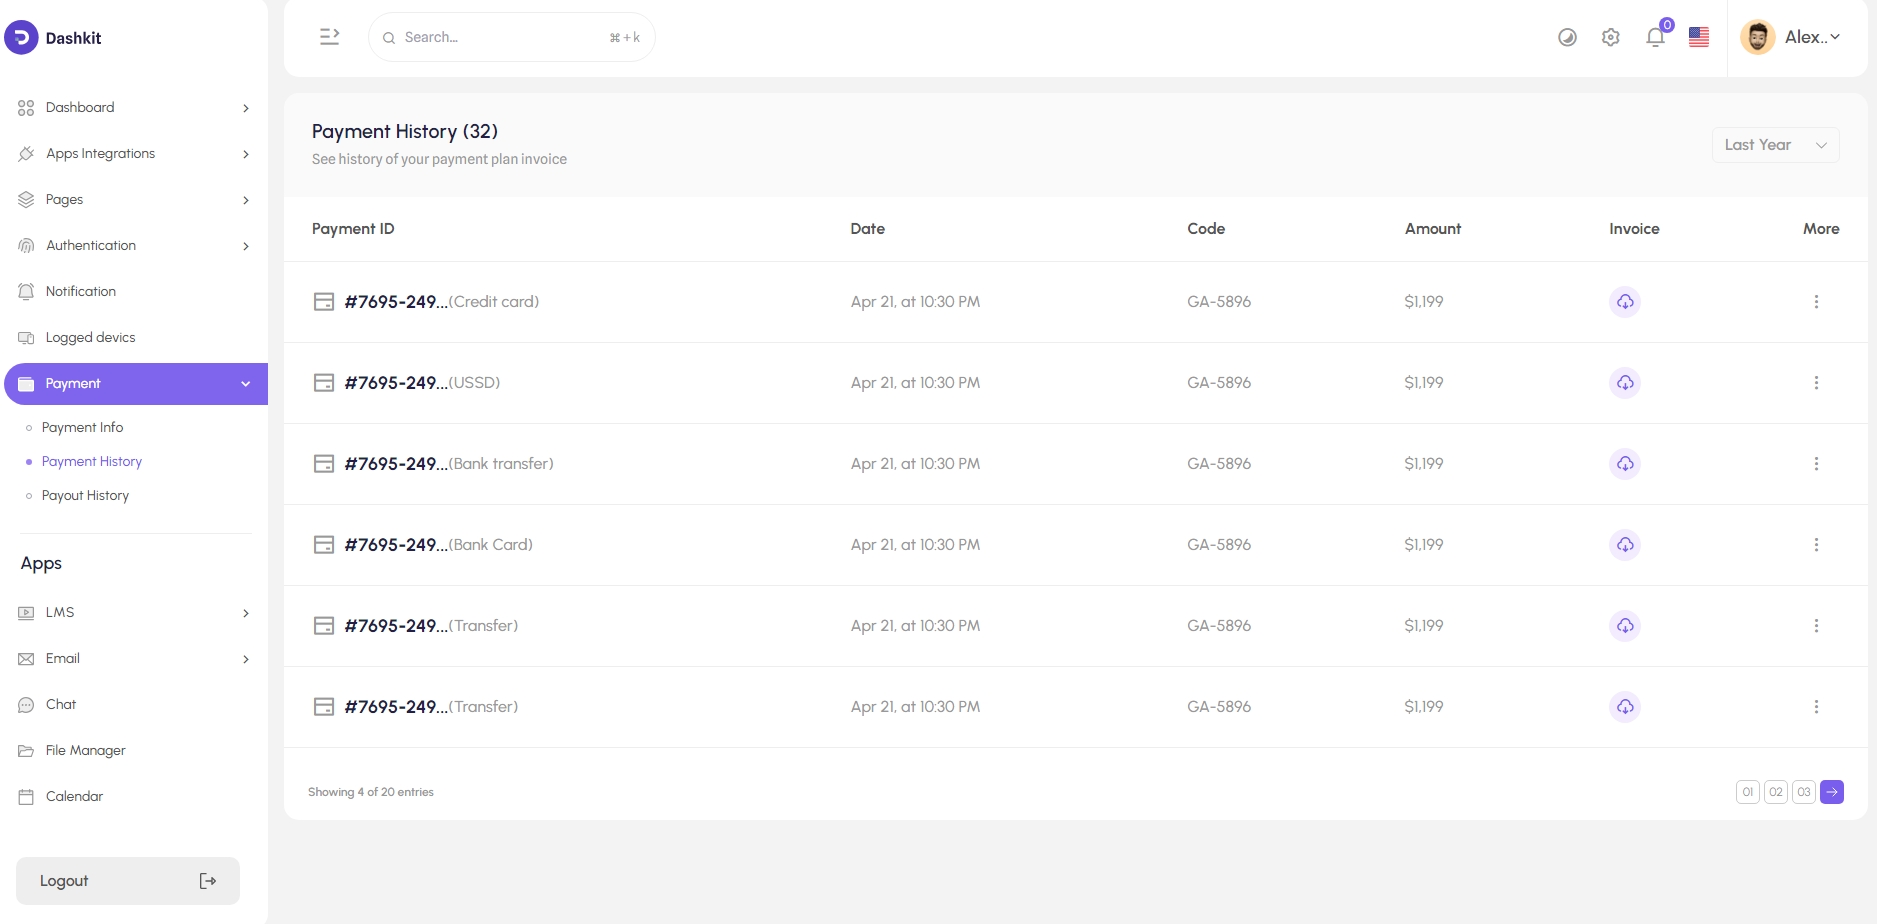 Dashkit
Search...
⌘+k
0
Alex..
Dashboard
Apps Integrations
Pages
Authentication
Notification
Logged devics
Payment
Payment Info
Payment History
Payout History
Apps
LMS
Email
Chat
File Manager
Calendar
Logout
Payment History (32)
See history of your payment plan invoice
Last Year
Payment ID Date Code Amount Invoice More
#7695-249...(Credit card) Apr 21, at 10:30 PM GA-5896 $1,199
#7695-249...(USSD) Apr 21, at 10:30 PM GA-5896 $1,199
#7695-249...(Bank transfer) Apr 21, at 10:30 PM GA-5896 $1,199
#7695-249...(Bank Card) Apr 21, at 10:30 PM GA-5896 $1,199
#7695-249...(Transfer) Apr 21, at 10:30 PM GA-5896 $1,199
#7695-249...(Transfer) Apr 21, at 10:30 PM GA-5896 $1,199
Showing 4 of 20 entries
01 02 03